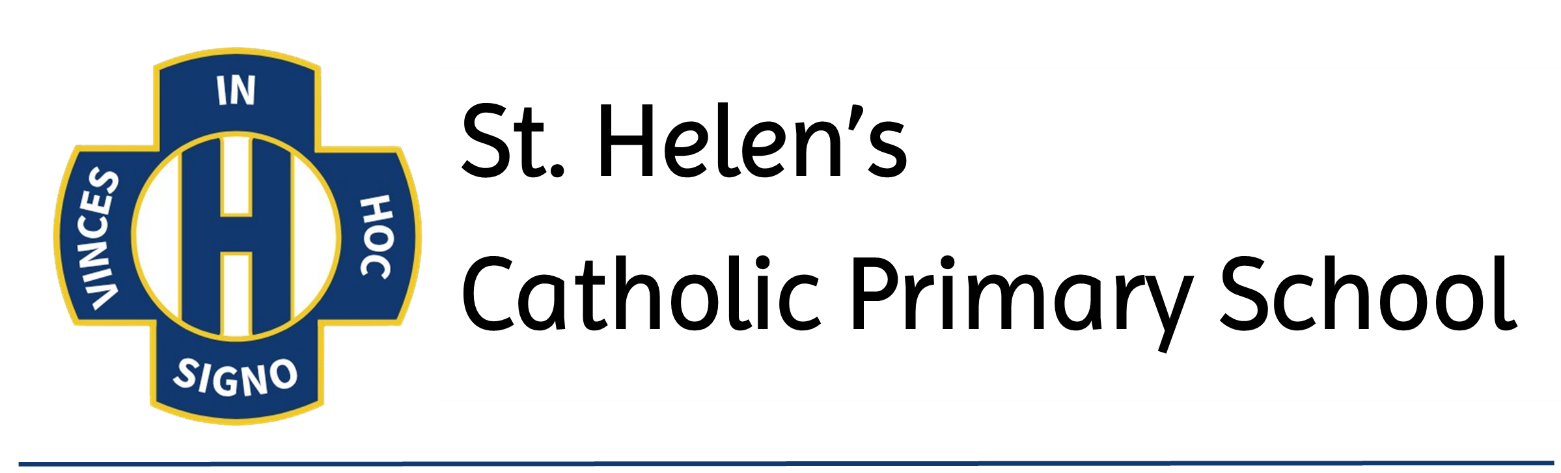 IN
HOC
SIGNO
VINCES
H
St. Helen's
Catholic Primary School